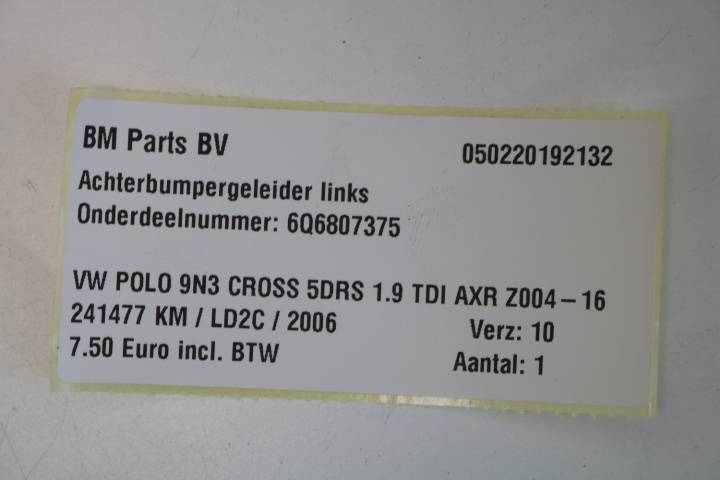 BM Parts BV 050220192132
Achterbumpergeleider links
Onderdeelnummer: 6Q6807375
VW POLO 9N3 CROSS 5DRS 1.9 TDI AXR Z004-16
241477 KM / LD2C / 2006 Verz: 10
7.50 Euro incl. BTW Aantal: 1